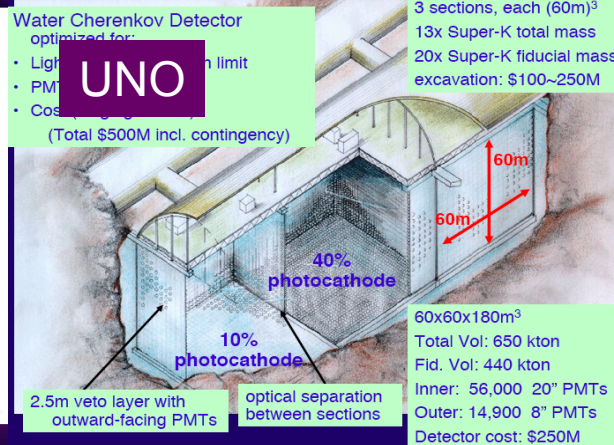 Water Cherenkov Detector
optimized for:
• limit
•
•
UNO
(Total $500M incl. contingency)
3 sections, each (60m)³
13x Super-K total mass
20x Super-K fiducial mass
excavation: $100~250M
60m
60m
40%
photocathode
10%
photocathode
2.5m veto layer with
outward-facing PMTs
optical separation
between sections
60x60x180m³
Total Vol: 650 kton
Fid. Vol: 440 kton
Inner: 56,000 20" PMTs
Outer: 14,900 8" PMTs
Detector cost: $250M